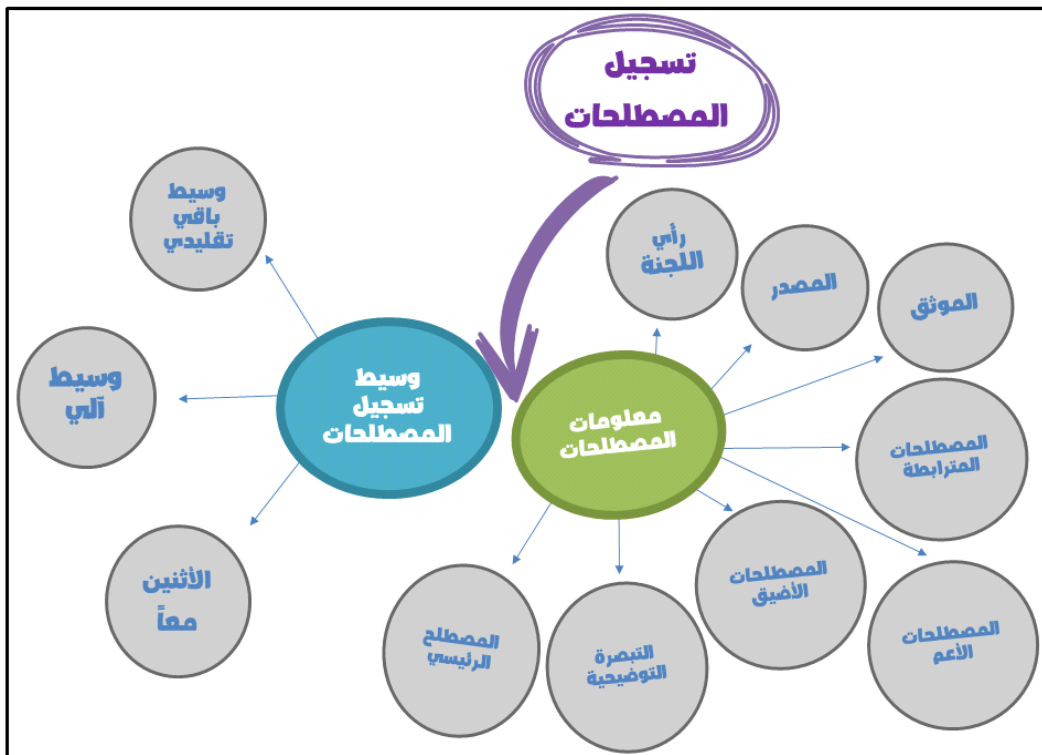 تسجيل
المصطلحات
رأي
اللجنة
المصدر
الموثق
المصطلحات
المترابطة
المصطلحات
الأعم
المصطلحات
الأضيق
التبصرة
التوضيحية
المصطلح
الرئيسي
معلومات
المصطلحات
وسيط
تسجيل
المصطلحات
وسيط
باقي
تقليدي
وسيط
آلي
الأثنين
معاً